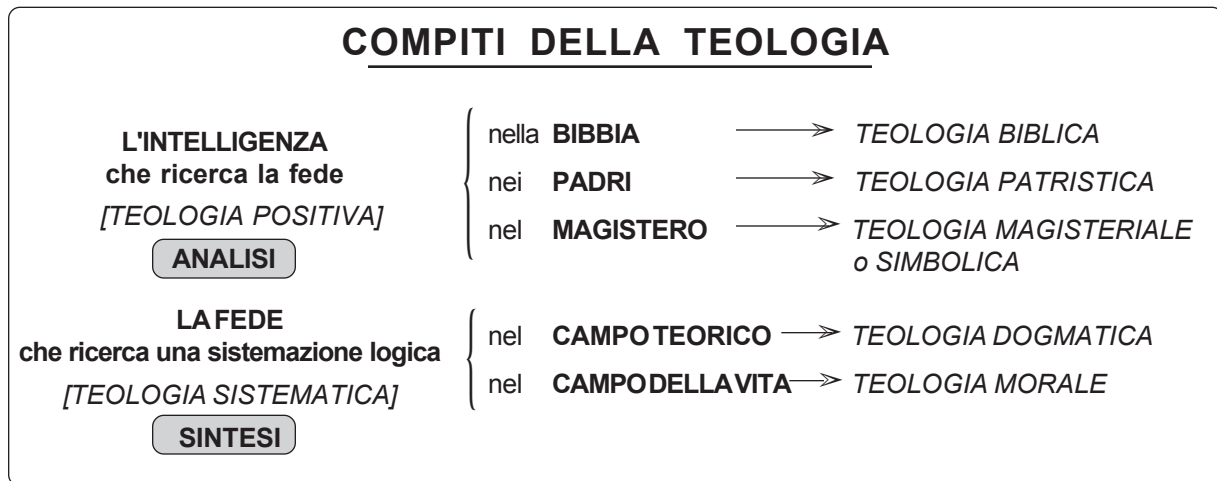 COMPITI DELLA TEOLOGIA
L'INTELLIGENZA
che ricerca la fede
[TEOLOGIA POSITIVA]
ANALISI
nella BIBBIA TEOLOGIA BIBLICA
nei PADRI TEOLOGIA PATRISTICA
nel MAGISTERO TEOLOGIA MAGISTERIALE
o SIMBOLICA
LA FEDE
che ricerca una sistemazione logica
[TEOLOGIA SISTEMATICA]
SINTESI
nel CAMPO TEORICO TEOLOGIA DOGMATICA
nel CAMPO DELLA VITA TEOLOGIA MORALE